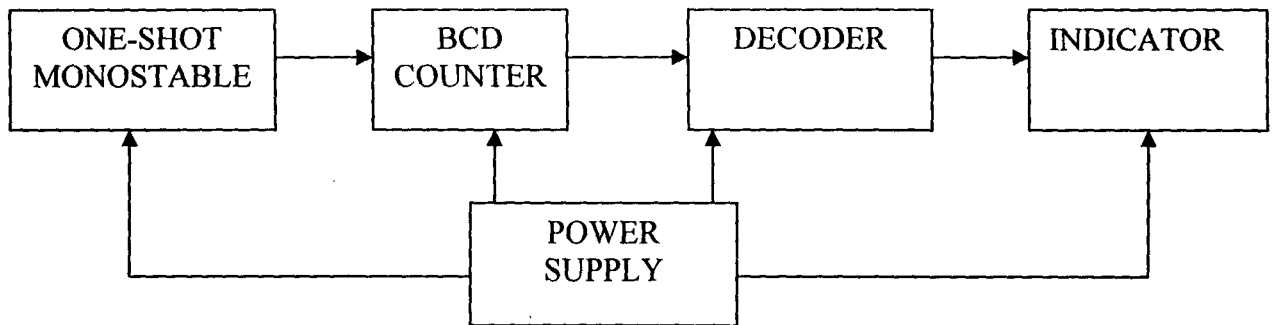 ONE-SHOT
MONOSTABLE
BCD
COUNTER
DECODER
INDICATOR
POWER
SUPPLY